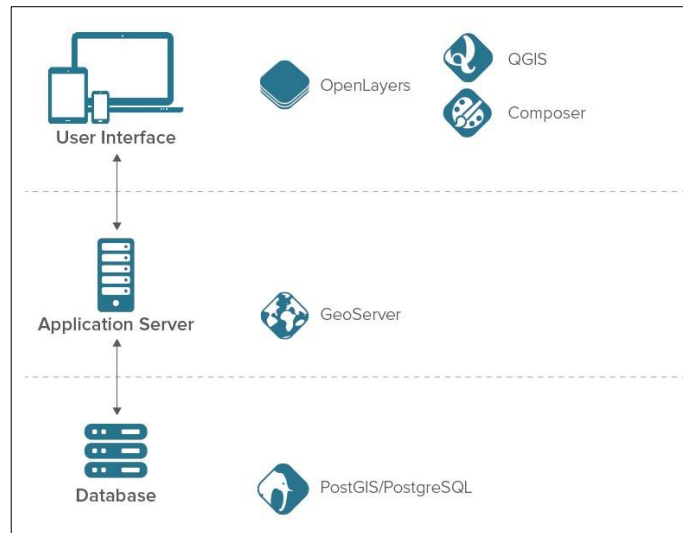 OpenLayers
QGIS
Composer
User Interface
Application Server
GeoServer
Database
PostGIS/PostgreSQL